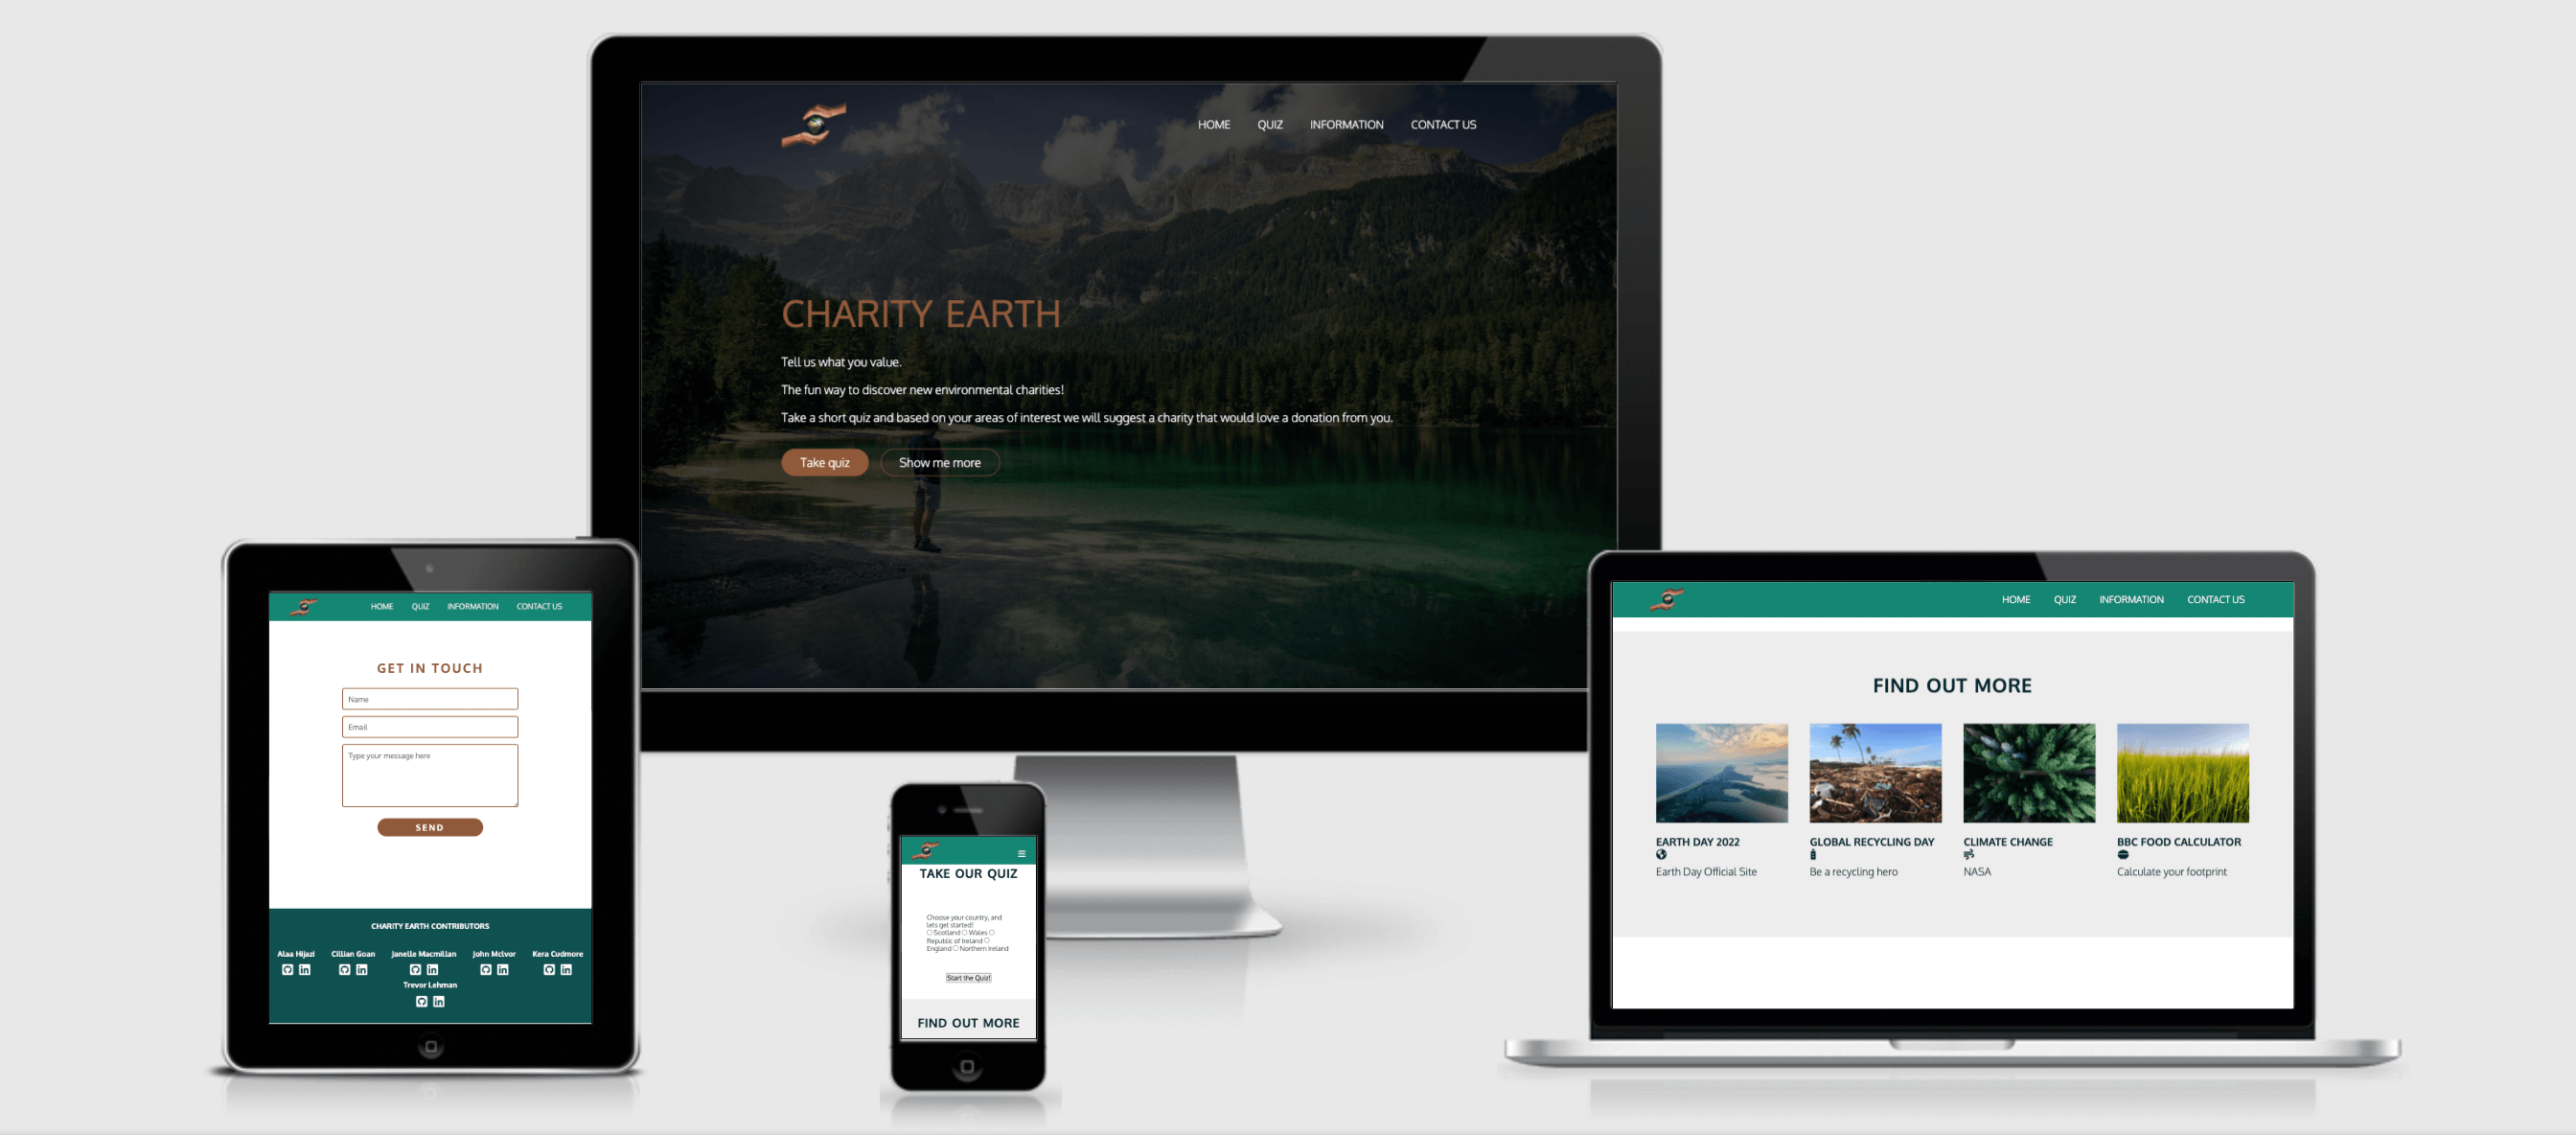 HOME QUIZ INFORMATION CONTACT US
CHARITY EARTH
Tell us what you value.
The fun way to discover new environmental charities!
Take a short quiz and based on your areas of interest we will suggest a charity that would love a donation from you.
Take quiz Show me more
HOME QUIZ INFORMATION CONTACT US
GET IN TOUCH
Name
Email
Type your message here
SEND
CHARITY EARTH CONTRIBUTORS
Alaa Hijazi Cillian Goan Janelle Macmillan John McIvor Kera Cudmore
Trevor Lehman
TAKE OUR QUIZ
Choose your country, and
lets get started!
Scotland Wales
Republic of Ireland
England Northern Ireland
Start the Quiz!
FIND OUT MORE
HOME QUIZ INFORMATION CONTACT US
FIND OUT MORE
EARTH DAY 2022 GLOBAL RECYCLING DAY CLIMATE CHANGE BBC FOOD CALCULATOR
Earth Day Official Site Be a recycling hero NASA Calculate your footprint